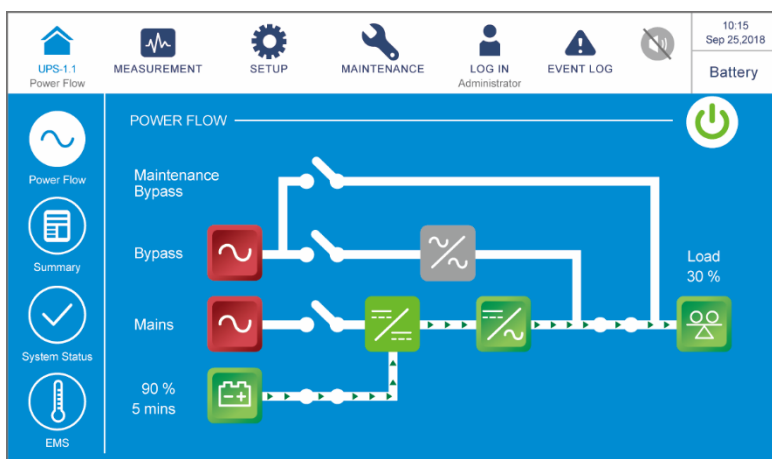 UPS-1.1
Power Flow
MEASUREMENT
SETUP
MAINTENANCE
LOG IN
Administrator
EVENT LOG
10:15
Sep 25,2018
Battery
Power Flow
Summary
System Status
EMS
POWER FLOW
Maintenance
Bypass
Bypass
Mains
90 %
5 mins
Load
30 %